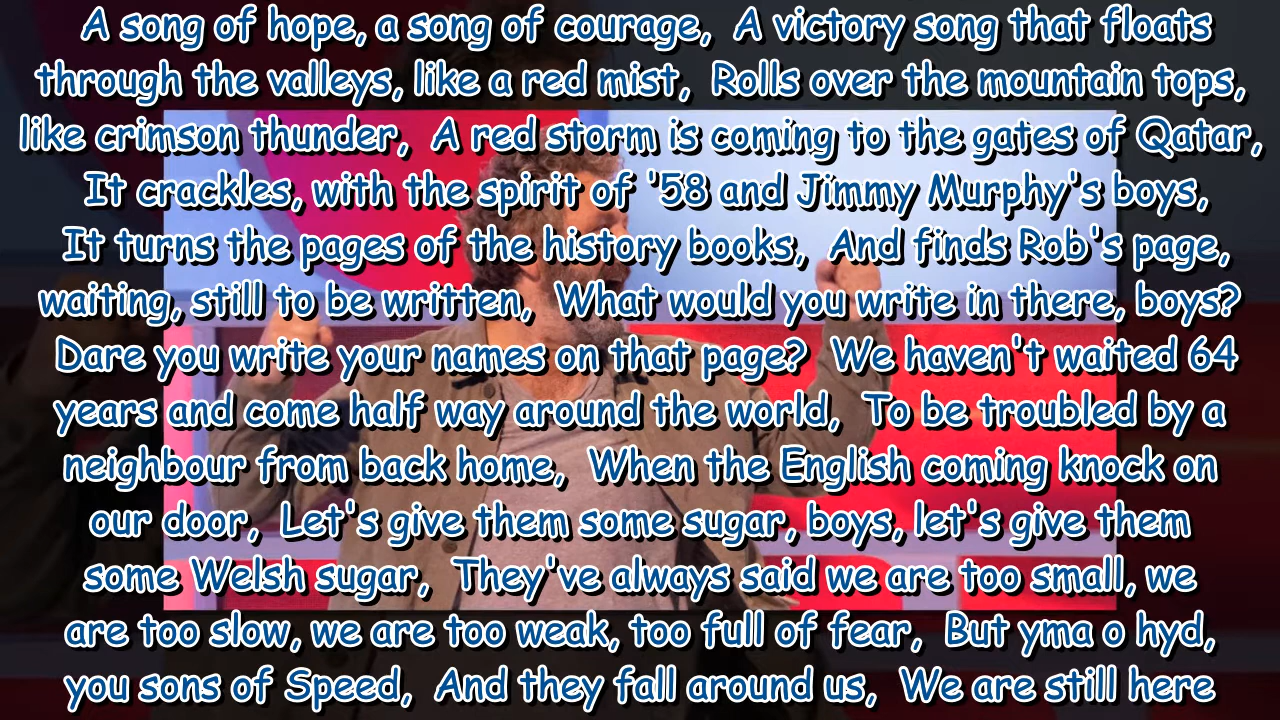 A song of hope, a song of courage,  A victory song that floats
through the valleys, like a red mist,  Rolls over the mountain tops,
like crimson thunder,  A red storm is coming to the gates of Qatar,
It crackles, with the spirit of '58 and Jimmy Murphy's boys,
It turns the pages of the history books,  And finds Rob's page,
waiting, still to be written,  What would you write in there, boys?
Dare you write your names on that page?  We haven't waited 64
years and come half way around the world,  To be troubled by a
neighbour from back home,  When the English coming knock on
our door,  Let's give them some sugar, boys, let's give them
some Welsh sugar,  They've always said we are too small, we
are too slow, we are too weak, too full of fear,  But yma o hyd,
you sons of Speed,  And they fall around us,  We are still here